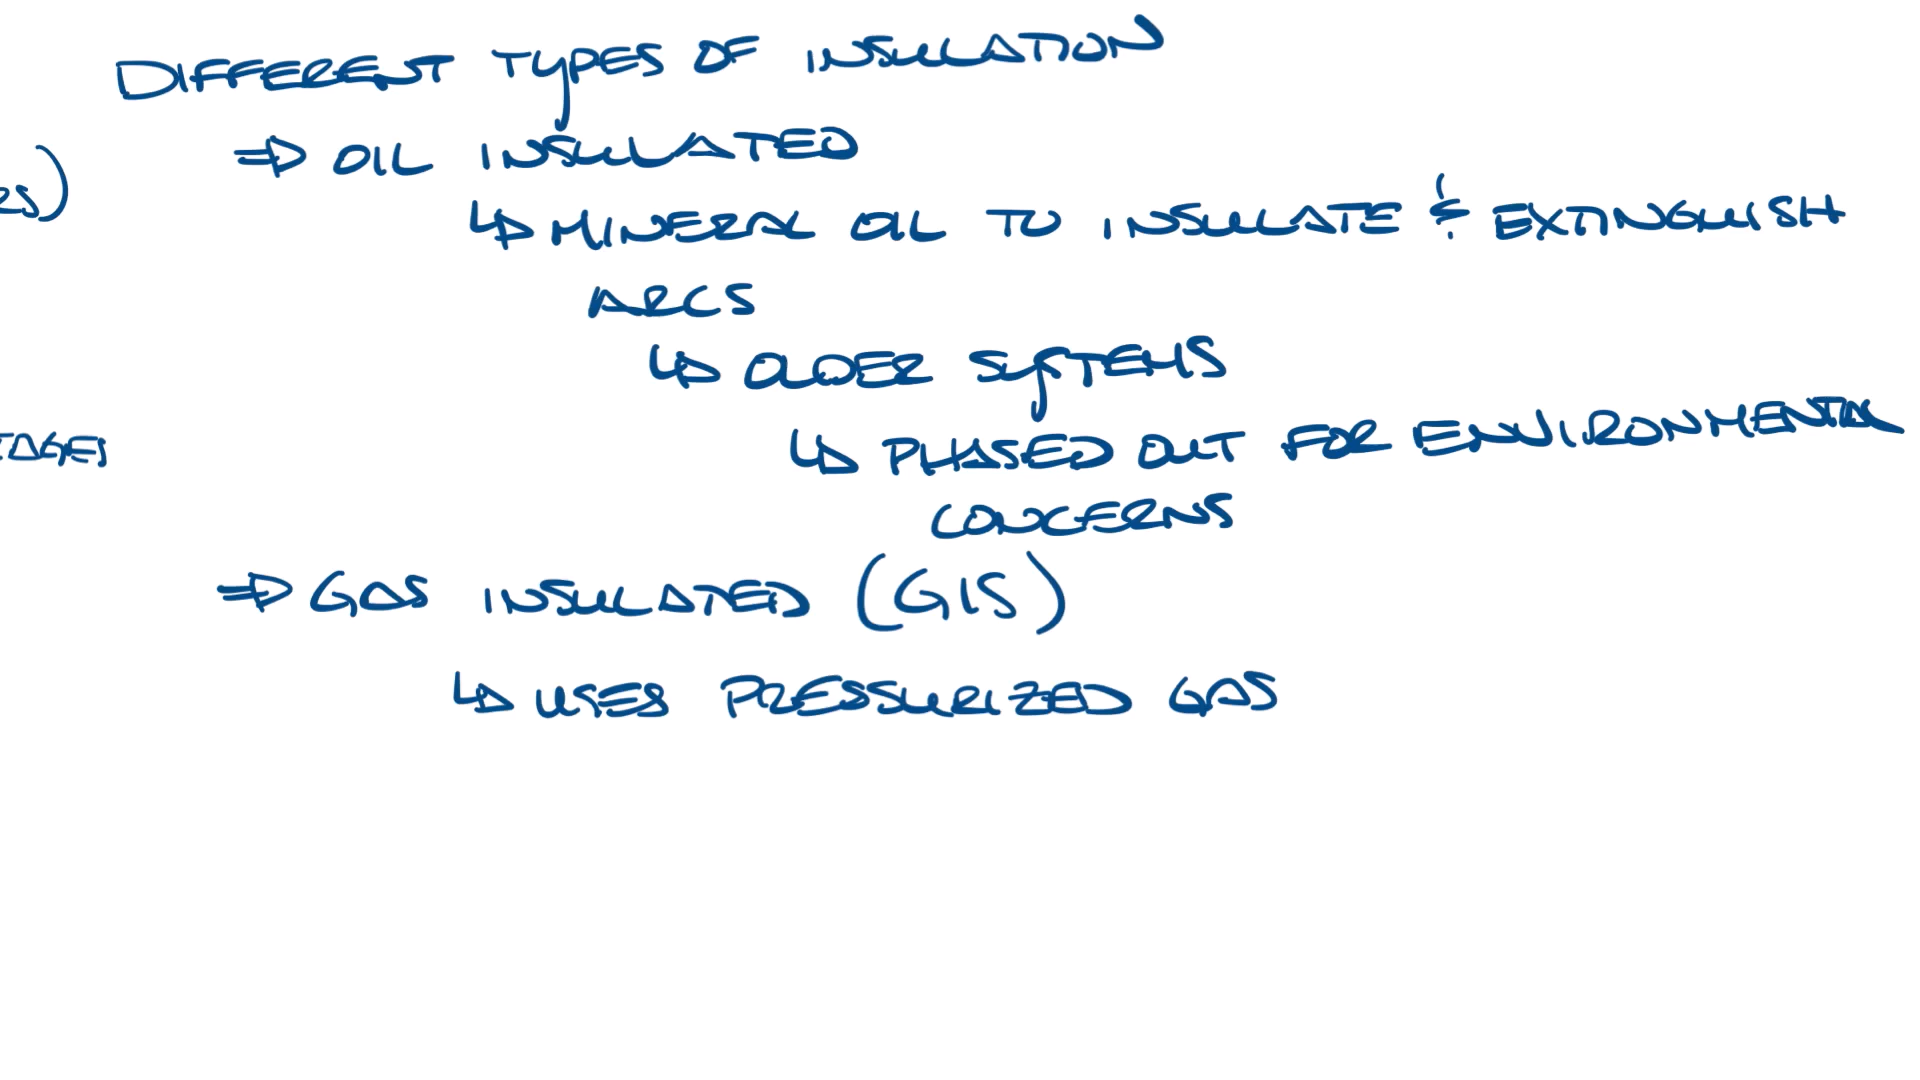 DIFFERENT TYPES OF INSULATION
⇒ OIL INSULATED
↳ MINERAL OIL TO INSULATE & EXTINGUISH
ARCS
↳ OLDER SYSTEMS
↳ PHASED OUT FOR ENVIRONMENTAL
CONCERNS
⇒ GAS INSULATED (GIS)
↳ USES PRESSURIZED GAS